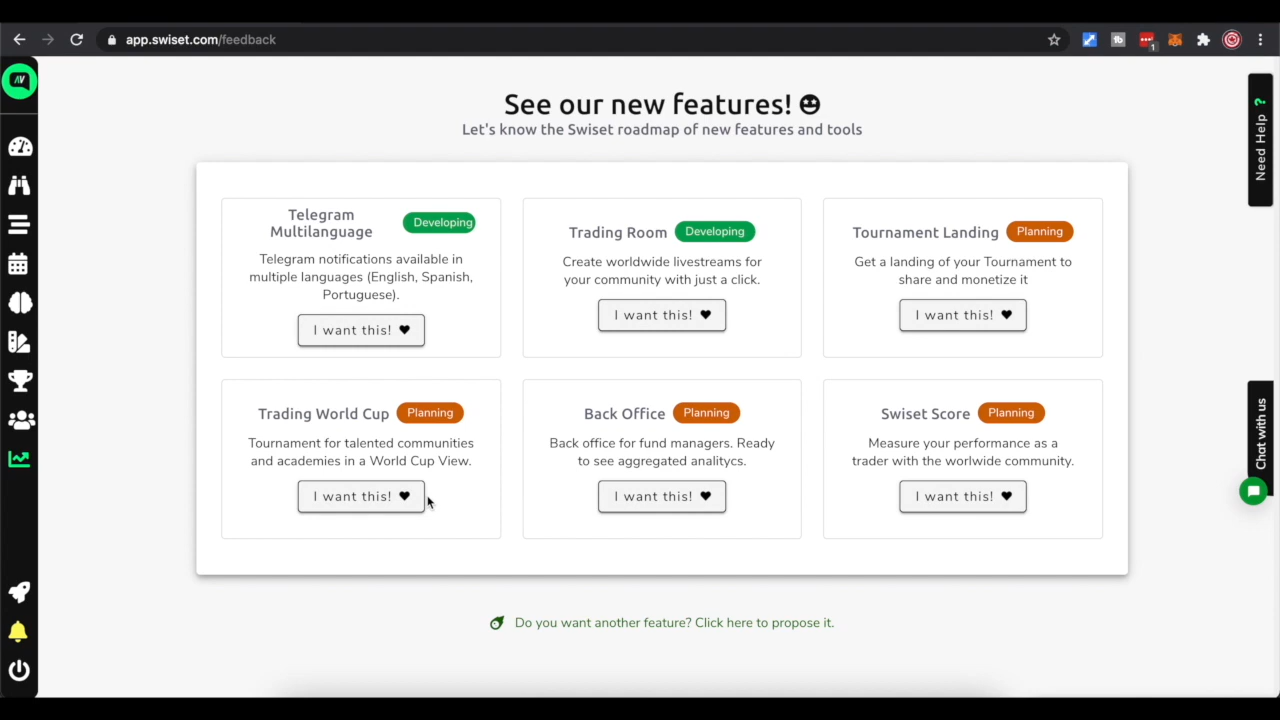 app.swiset.com/feedback
1
See our new features!
Let's know the Swiset roadmap of new features and tools
Need Help ?
Telegram
Multilanguage
Developing
Telegram notifications available in
multiple languages (English, Spanish,
Portuguese).
I want this! ♥
Trading Room Developing
Create worldwide livestreams for
your community with just a click.
I want this! ♥
Tournament Landing Planning
Get a landing of your Tournament to
share and monetize it
I want this! ♥
Trading World Cup Planning
Tournament for talented communities
and academies in a World Cup View.
I want this! ♥
Back Office Planning
Back office for fund managers. Ready
to see aggregated analitycs.
I want this! ♥
Swiset Score Planning
Measure your performance as a
trader with the worlwide community.
I want this! ♥
Chat with us
Do you want another feature? Click here to propose it.